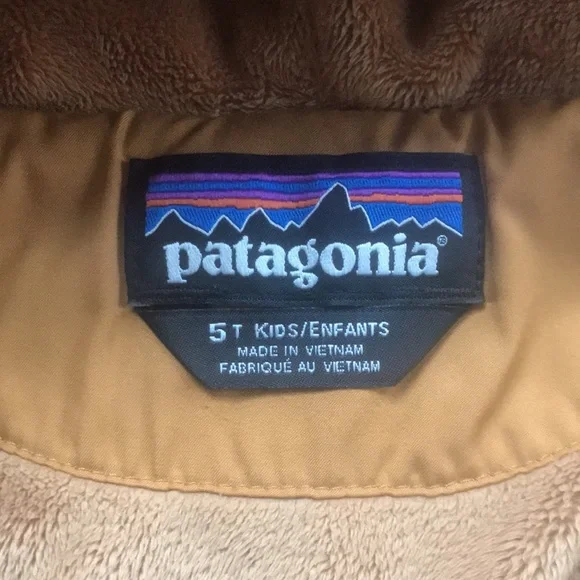 patagonia®
5T KIDS/ENFANTS
MADE IN VIETNAM
FABRIQUÉ AU VIETNAM